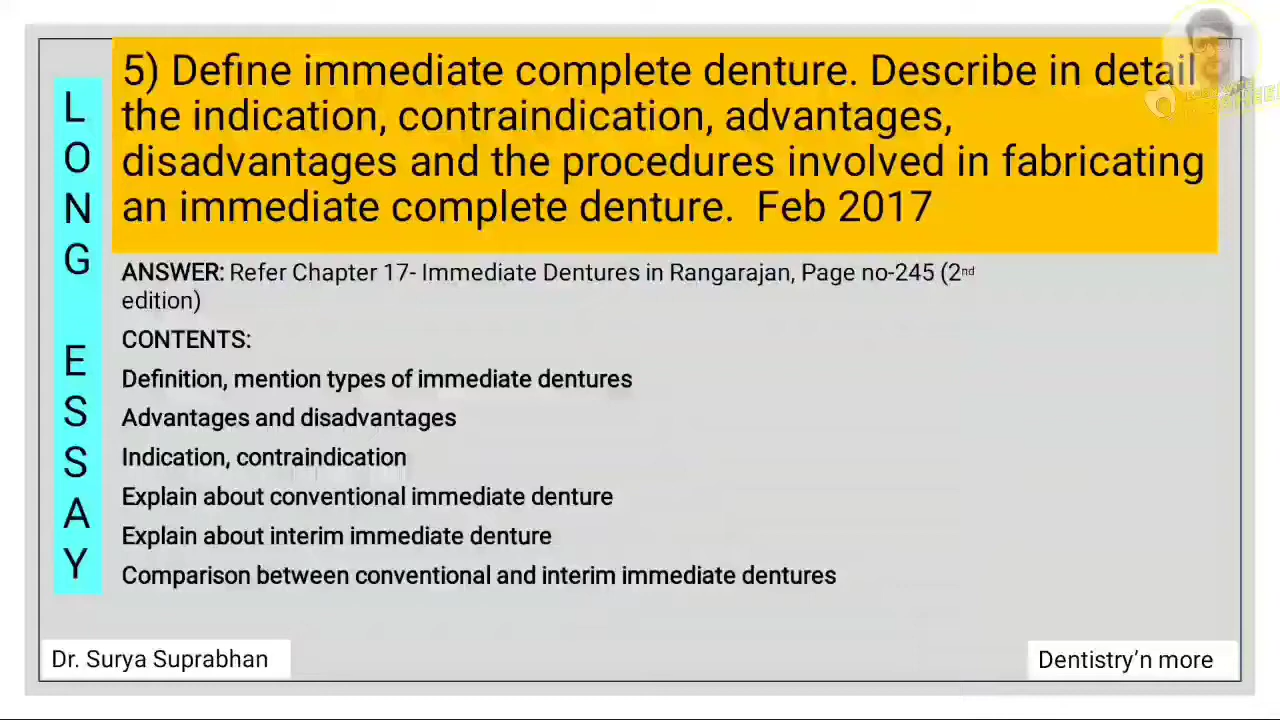 5) Define immediate complete denture. Describe in detail
the indication, contraindication, advantages,
disadvantages and the procedures involved in fabricating
an immediate complete denture. Feb 2017
LONG ESSAY
ANSWER: Refer Chapter 17- Immediate Dentures in Rangarajan, Page no-245 (2nd
edition)
CONTENTS:
Definition, mention types of immediate dentures
Advantages and disadvantages
Indication, contraindication
Explain about conventional immediate denture
Explain about interim immediate denture
Comparison between conventional and interim immediate dentures
Dr. Surya Suprabhan
Dentistry’n more